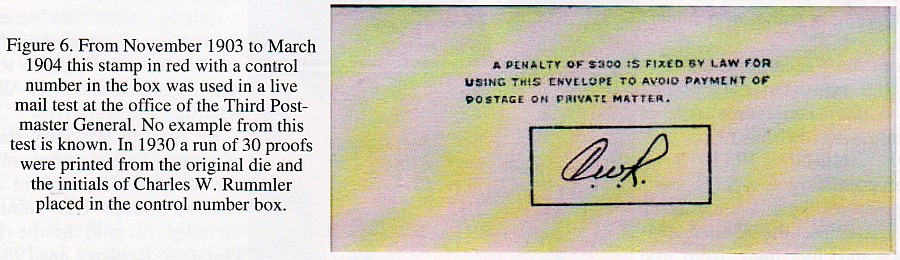 Figure 6. From November 1903 to March
1904 this stamp in red with a control
number in the box was used in a live
mail test at the office of the Third Post-
master General. No example from this
test is known. In 1930 a run of 30 proofs
were printed from the original die and
the initials of Charles W. Rummler
placed in the control number box.
A PENALTY OF $300 IS FIXED BY LAW FOR
USING THIS ENVELOPE TO AVOID PAYMENT OF
POSTAGE ON PRIVATE MATTER.
C.W.R.